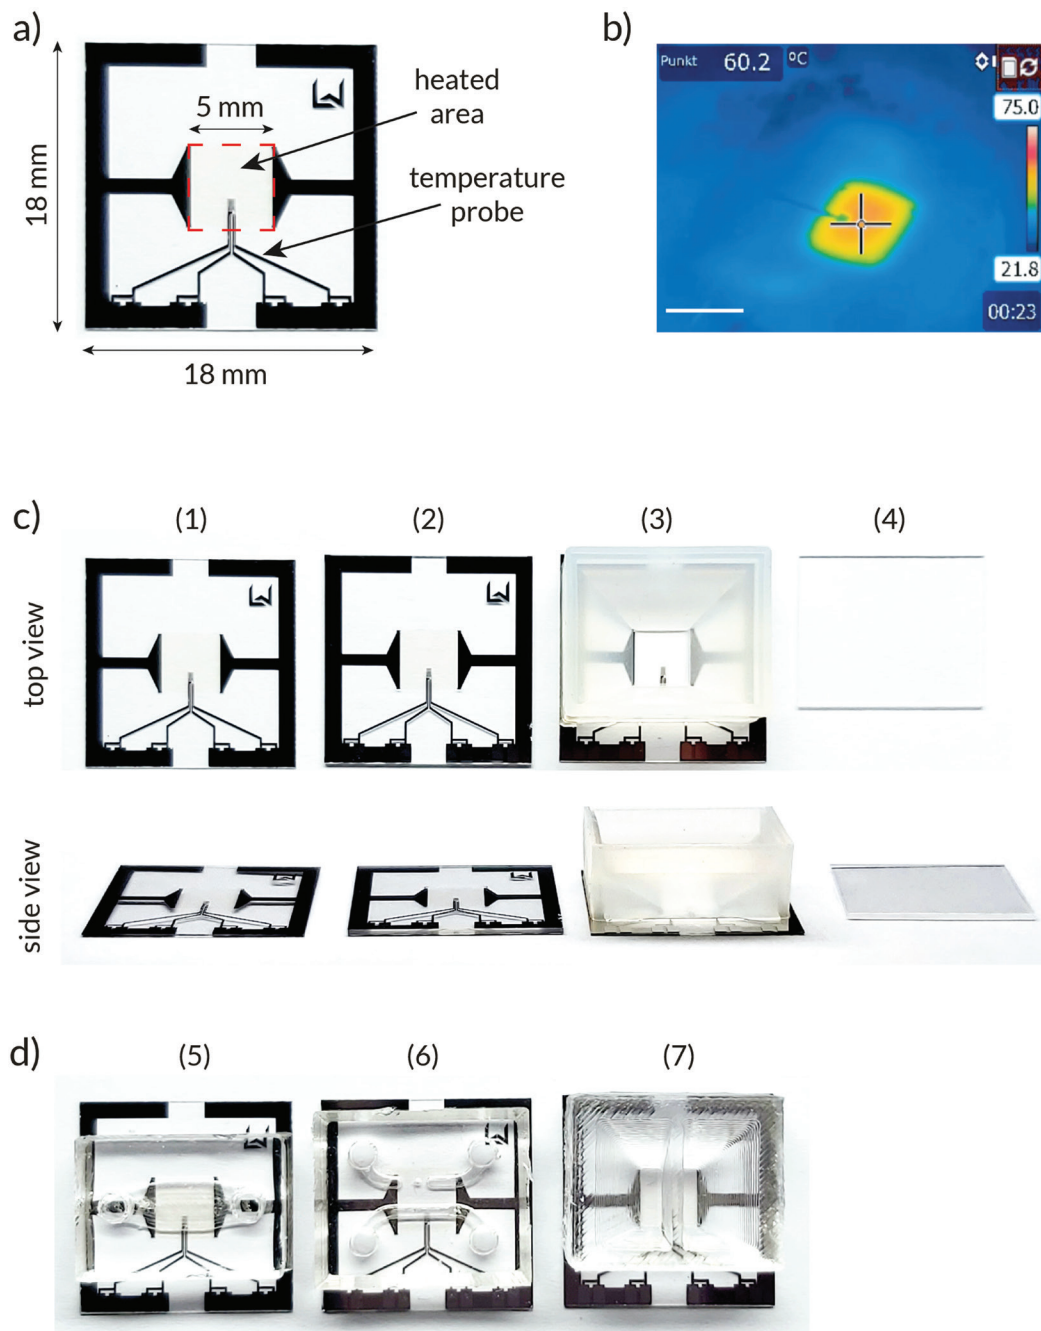 a)
18 mm
5 mm
heated
area
temperature
probe
18 mm
b)
Punkt 60.2 °C
75.0
21.8
00:23
c)
(1) (2) (3) (4)
top view
side view
d)
(5) (6) (7)